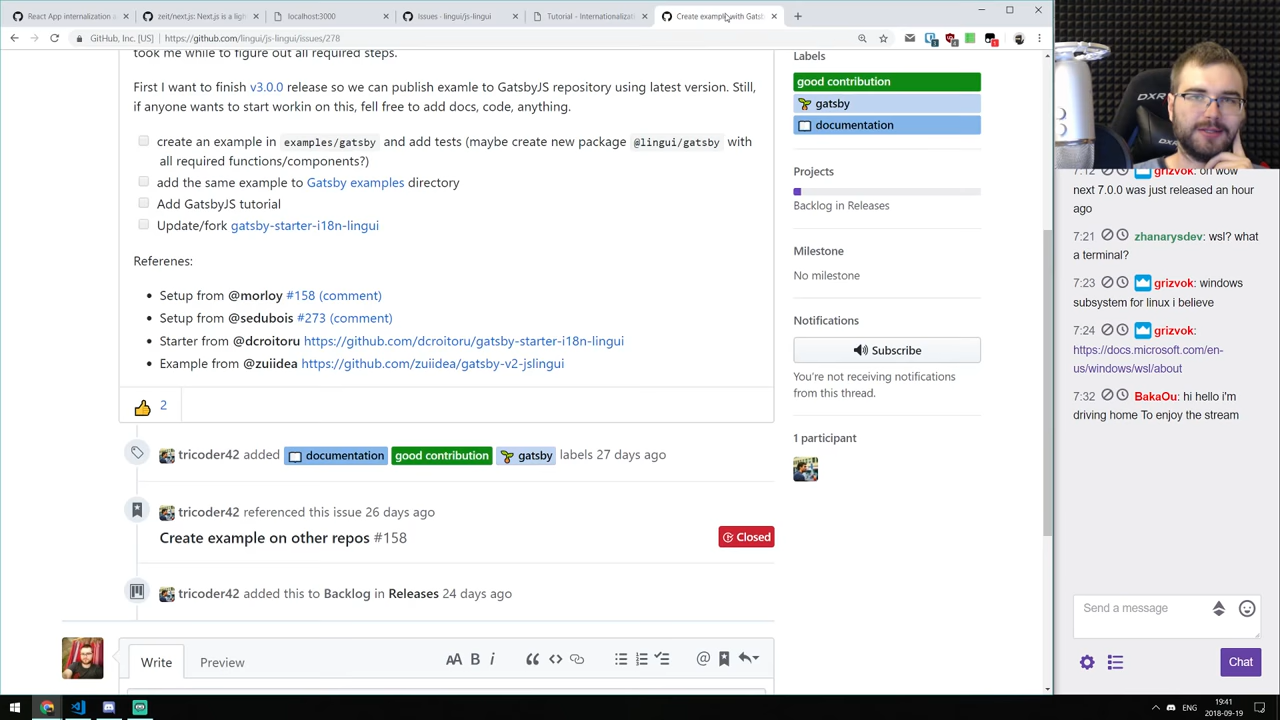 React App internalization
zeit/next.js: Next.js is a ligh
localhost:3000
Issues · lingui/js-lingui
Tutorial - Internationalizatio
Create example with Gatsb
GitHub, Inc. [US] https://github.com/lingui/js-lingui/issues/278
took me while to figure out all required steps.
First I want to finish v3.0.0 release so we can publish examle to GatsbyJS repository using latest version. Still,
if anyone wants to start workin on this, fell free to add docs, code, anything.
create an example in examples/gatsby and add tests (maybe create new package @lingui/gatsby with
all required functions/components?)
add the same example to Gatsby examples directory
Add GatsbyJS tutorial
Update/fork gatsby-starter-i18n-lingui
Referenes:
Setup from @morloy #158 (comment)
Setup from @sedubois #273 (comment)
Starter from @dcroitoru https://github.com/dcroitoru/gatsby-starter-i18n-lingui
Example from @zuiidea https://github.com/zuiidea/gatsby-v2-jslingui
2
tricoder42 added documentation good contribution gatsby labels 27 days ago
tricoder42 referenced this issue 26 days ago
Create example on other repos #158
Closed
tricoder42 added this to Backlog in Releases 24 days ago
Write
Preview
AA B i
Labels
good contribution
gatsby
documentation
Projects
Backlog in Releases
Milestone
No milestone
Notifications
Subscribe
You're not receiving notifications
from this thread.
1 participant
DXR
7:12 grizvok: oh wow
next 7.0.0 was just released an hour
ago
7:21 zhanarysdev: wsl? what
a terminal?
7:23 grizvok: windows
subsystem for linux i believe
7:24 grizvok:
https://docs.microsoft.com/en-
us/windows/wsl/about
7:32 BakaOu: hi hello i'm
driving home To enjoy the stream
Send a message
Chat
ENG
19:41
2018-09-19